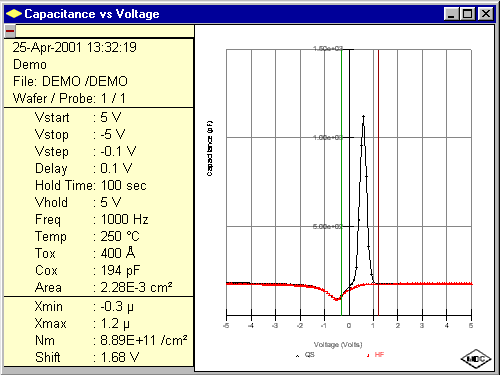 Capacitance vs Voltage
25-Apr-2001 13:32:19
Demo
File: DEMO /DEMO
Wafer / Probe: 1 / 1
Vstart : 5 V
Vstop : -5 V
Vstep : -0.1 V
Delay : 0.1 V
Hold Time: 100 sec
Vhold : 5 V
Freq : 1000 Hz
Temp : 250 °C
Tox : 400 Å
Cox : 194 pF
Area : 2.28E-3 cm²
Xmin : -0.3 µ
Xmax : 1.2 µ
Nm : 8.89E+11 /cm²
Shift : 1.68 V
1.50e+03
1.00e+03
5.00e+02
Capacitance (pF)
-5 -4 -3 -2 -1 0 1 2 3 4 5
Voltage (Volts)
QS HF
MDC